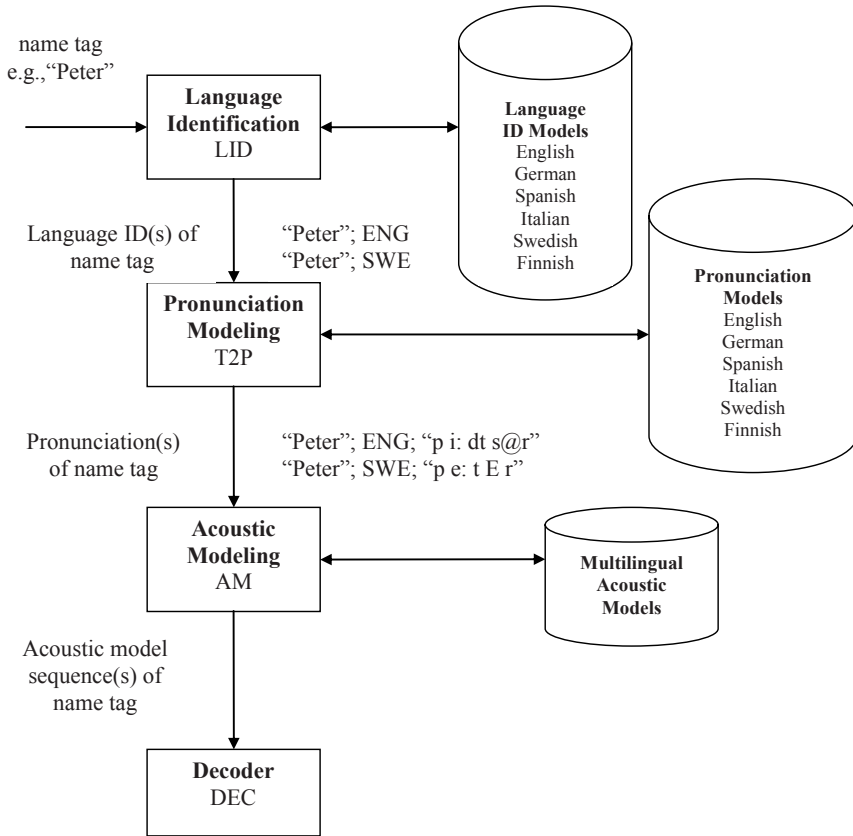 name tag
e.g.,“Peter”
Language
Identification
LID
Language
ID Models
English
German
Spanish
Italian
Swedish
Finnish
Language ID(s) of
name tag
“Peter”; ENG
“Peter”; SWE
Pronunciation
Modeling
T2P
Pronunciation
Models
English
German
Spanish
Italian
Swedish
Finnish
Pronunciation(s)
of name tag
“Peter”; ENG; “p i: dt s@r”
“Peter”; SWE; “p e: t E r”
Acoustic
Modeling
AM
Multilingual
Acoustic
Models
Acoustic model
sequence(s) of
name tag
Decoder
DEC